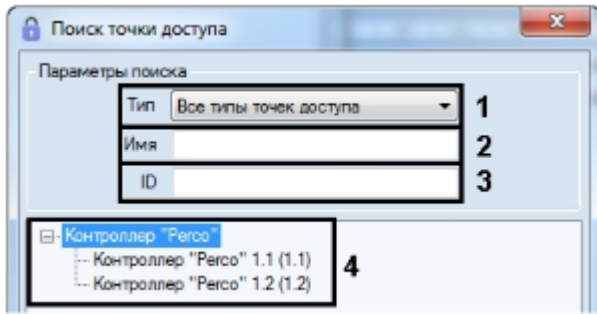 Поиск точки доступа
Параметры поиска
Тип Все типы точек доступа 1
Имя 2
ID 3
Контроллер "Perco"
Контроллер "Perco" 1.1 (1.1)
Контроллер "Perco" 1.2 (1.2)
4